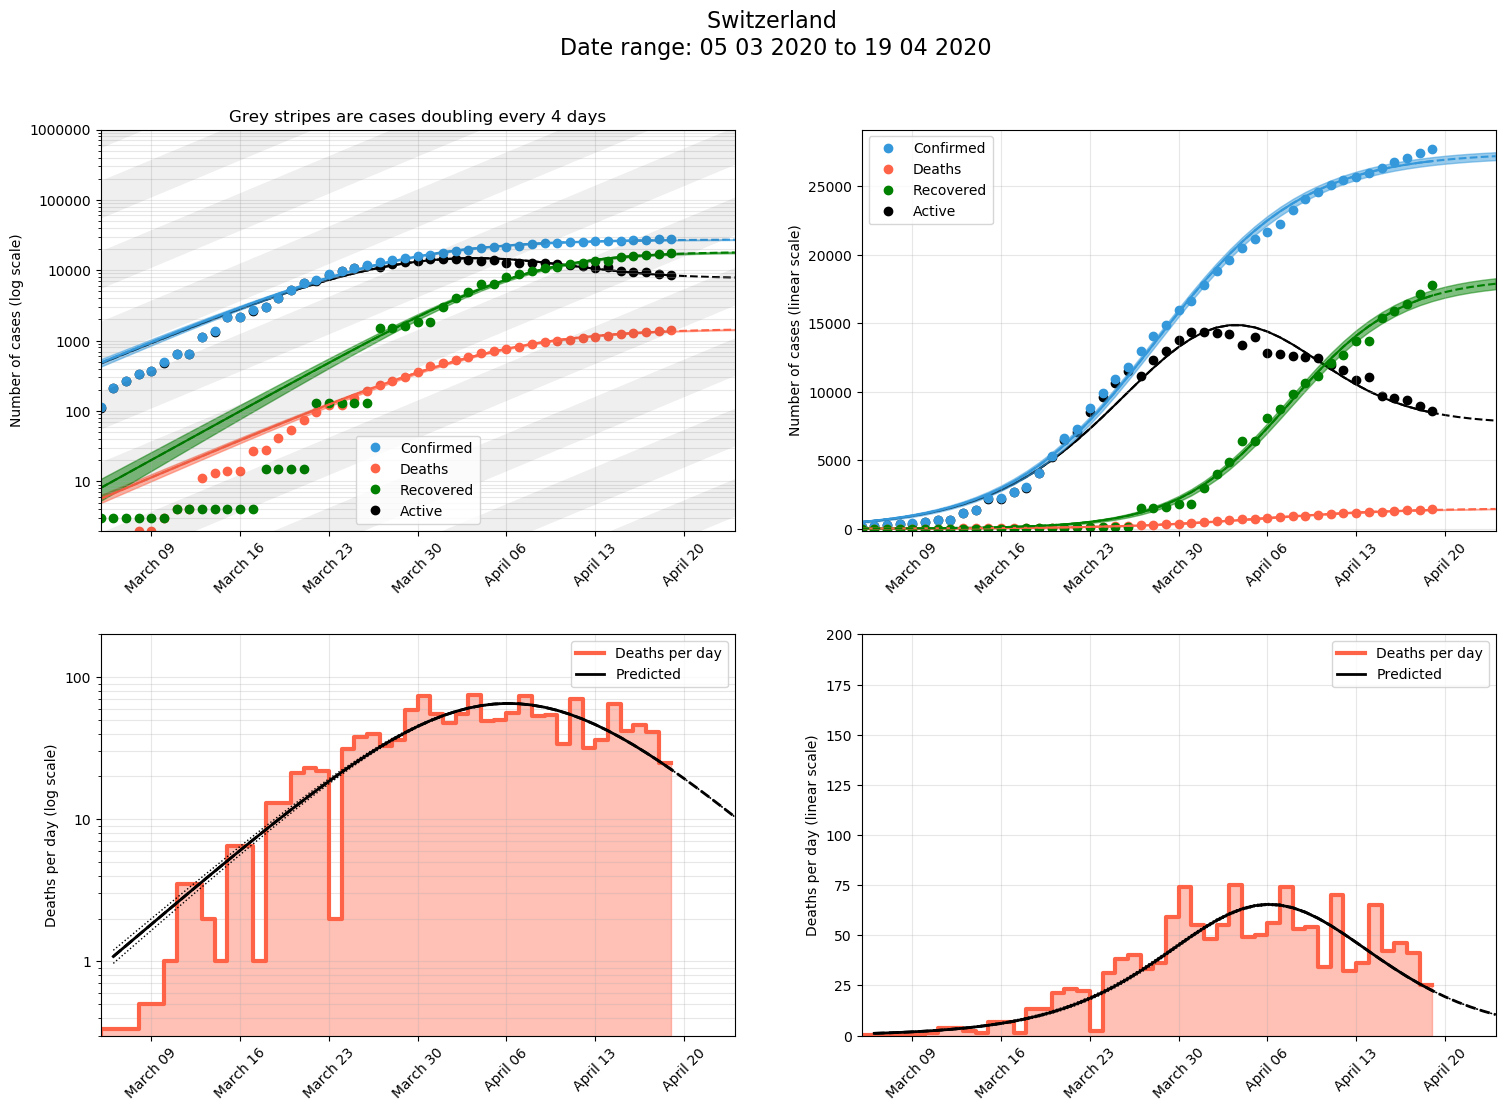 Switzerland
Date range: 05 03 2020 to 19 04 2020
Grey stripes are cases doubling every 4 days
Number of cases (log scale)
1000000
100000
10000
1000
100
10
Confirmed
Deaths
Recovered
Active
March 09
March 16
March 23
March 30
April 06
April 13
April 20
Number of cases (linear scale)
25000
20000
15000
10000
5000
0
Confirmed
Deaths
Recovered
Active
March 09
March 16
March 23
March 30
April 06
April 13
April 20
Deaths per day (log scale)
100
10
1
Deaths per day
Predicted
March 09
March 16
March 23
March 30
April 06
April 13
April 20
Deaths per day (linear scale)
200
175
150
125
100
75
50
25
0
Deaths per day
Predicted
March 09
March 16
March 23
March 30
April 06
April 13
April 20